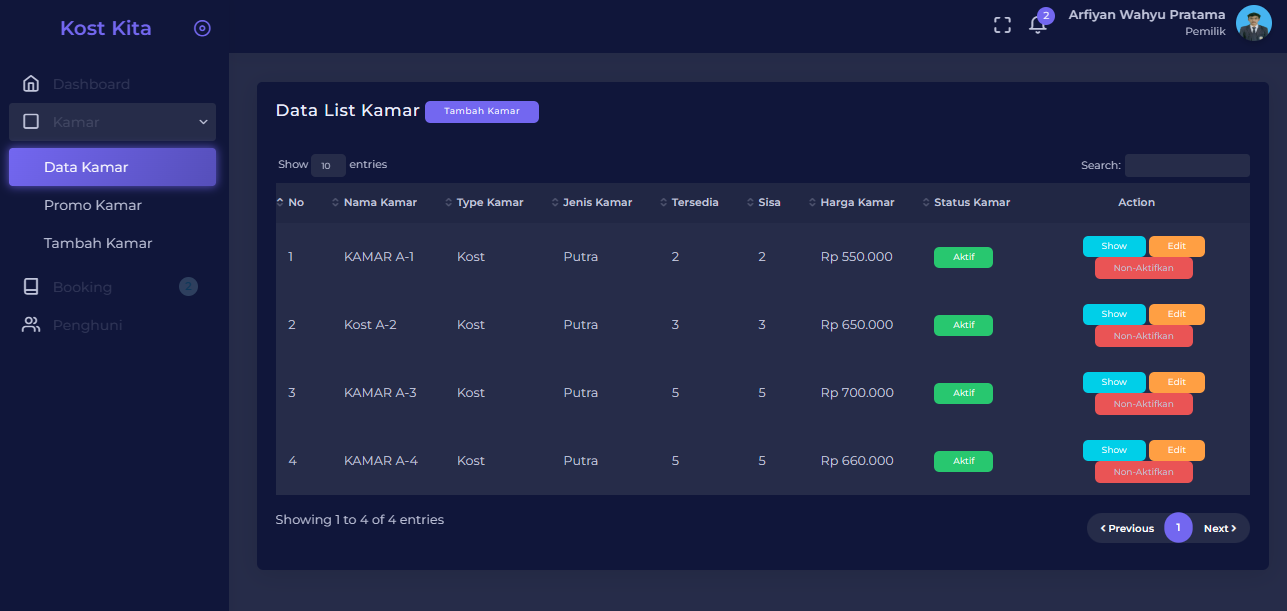 Kost Kita
2
Arfiyan Wahyu Pratama
Pemilik
Dashboard
Kamar
Data Kamar
Promo Kamar
Tambah Kamar
Booking 2
Penghuni
Data List Kamar Tambah Kamar
Show 10 entries
Search:
No Nama Kamar Type Kamar Jenis Kamar Tersedia Sisa Harga Kamar Status Kamar Action
1 KAMAR A-1 Kost Putra 2 2 Rp 550.000 Aktif Show Edit
Non-Aktifkan
2 Kost A-2 Kost Putra 3 3 Rp 650.000 Aktif Show Edit
Non-Aktifkan
3 KAMAR A-3 Kost Putra 5 5 Rp 700.000 Aktif Show Edit
Non-Aktifkan
4 KAMAR A-4 Kost Putra 5 5 Rp 660.000 Aktif Show Edit
Non-Aktifkan
Showing 1 to 4 of 4 entries
Previous 1 Next